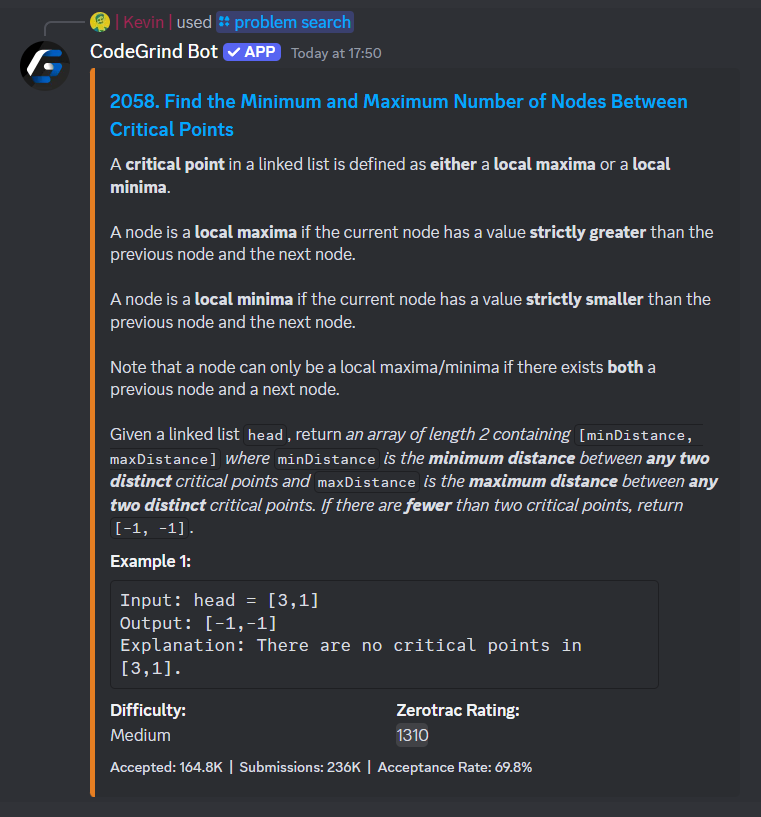 | Kevin | used problem search
CodeGrind Bot ✓ APP Today at 17:50
2058. Find the Minimum and Maximum Number of Nodes Between
Critical Points
A critical point in a linked list is defined as either a local maxima or a local
minima.
A node is a local maxima if the current node has a value strictly greater than the
previous node and the next node.
A node is a local minima if the current node has a value strictly smaller than the
previous node and the next node.
Note that a node can only be a local maxima/minima if there exists both a
previous node and a next node.
Given a linked list head, return an array of length 2 containing [minDistance,
maxDistance] where minDistance is the minimum distance between any two
distinct critical points and maxDistance is the maximum distance between any
two distinct critical points. If there are fewer than two critical points, return
[-1, -1].
Example 1:
Input: head = [3,1]
Output: [-1,-1]
Explanation: There are no critical points in
[3,1].
Difficulty: Zerotrac Rating:
Medium 1310
Accepted: 164.8K | Submissions: 236K | Acceptance Rate: 69.8%